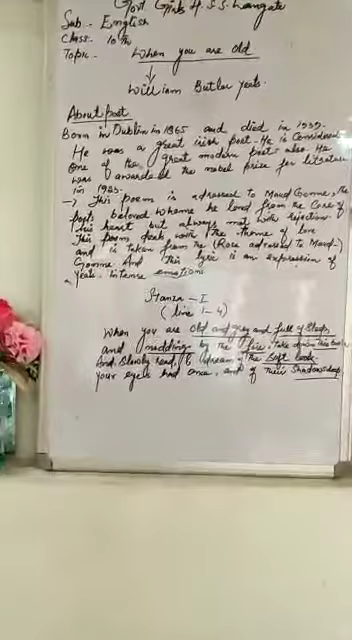 Govt Girls H.S.S. Langate
Sub - English
Class - 10th
Topic - When you are old
William Butler Yeats.
About poet
Born in Dublin in 1865 and died in 1939.
He was a great irish poet. He is Considered
One of the great modern poet also He
was awarded the nobel prize for literature
in 1923.
→ This poem is adressed to Maud Gonne, the
poets beloved whome he loved from the Core of
his heart but always met with rejection.
This poem deals with the theme of love
and is taken from the (Rose adressed to Maud-)
Gonne. And this lyric is an expression of
Yeats. intense emotions.
Stanza - I
(line 1-4)
When you are old and grey and full of sleep,
and nodding by the fire, Take down this book
And slowly read, & dream of the soft look
your eyes had once, and of Their Shadows deep